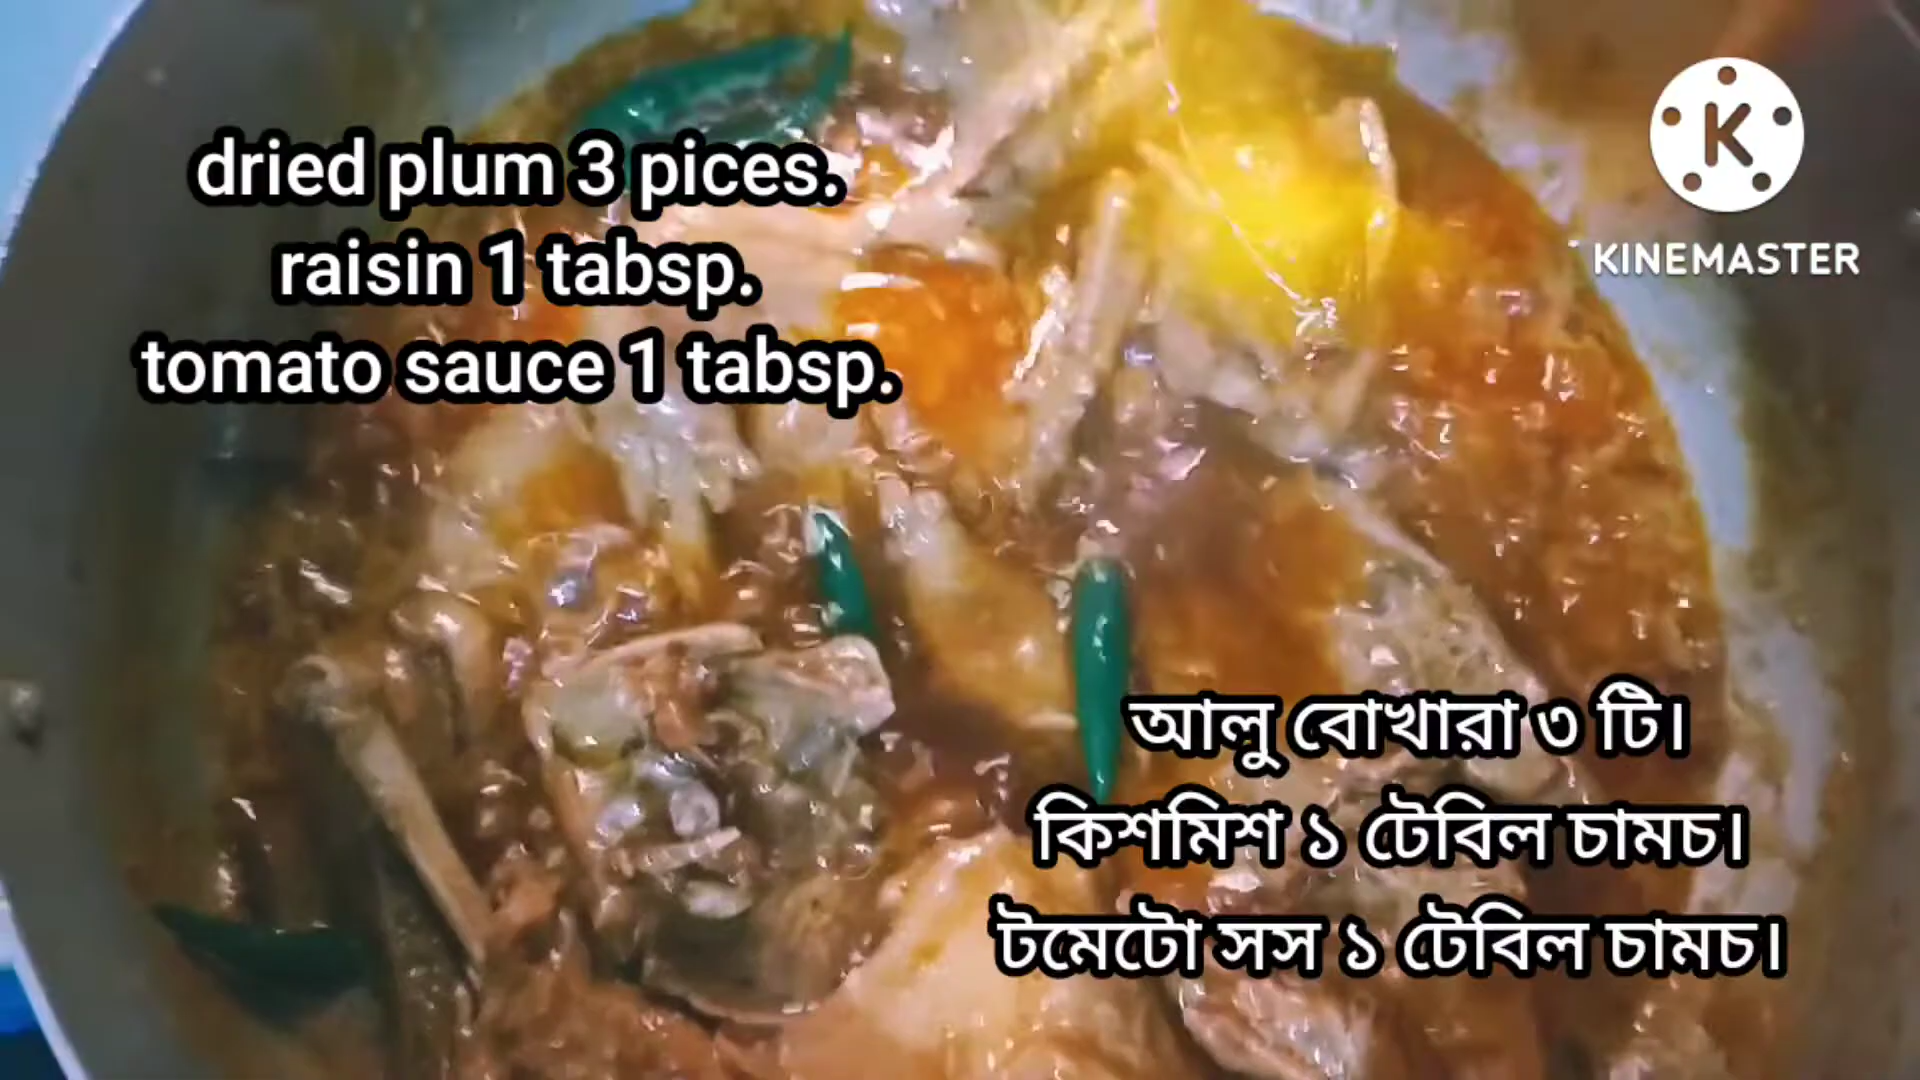 dried plum 3 pices.
raisin 1 tabsp.
tomato sauce 1 tabsp.
K
KINEMASTER
আলু বোখারা ৩ টি।
কিশমিশ ১ টেবিল চামচ।
টমেটো সস ১ টেবিল চামচ।